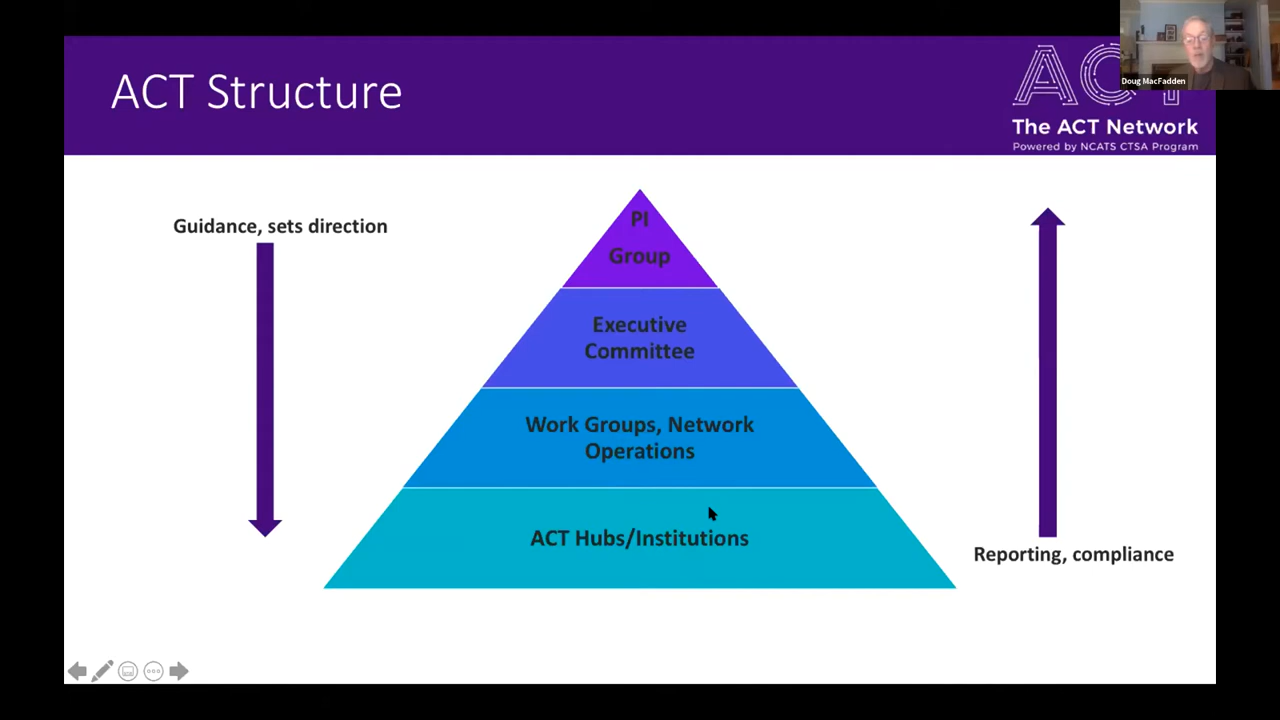 ACT Structure
Doug MacFadden
ACT
The ACT Network
Powered by NCATS CTSA Program
Guidance, sets direction
PI
Group
Executive
Committee
Work Groups, Network
Operations
ACT Hubs/Institutions
Reporting, compliance